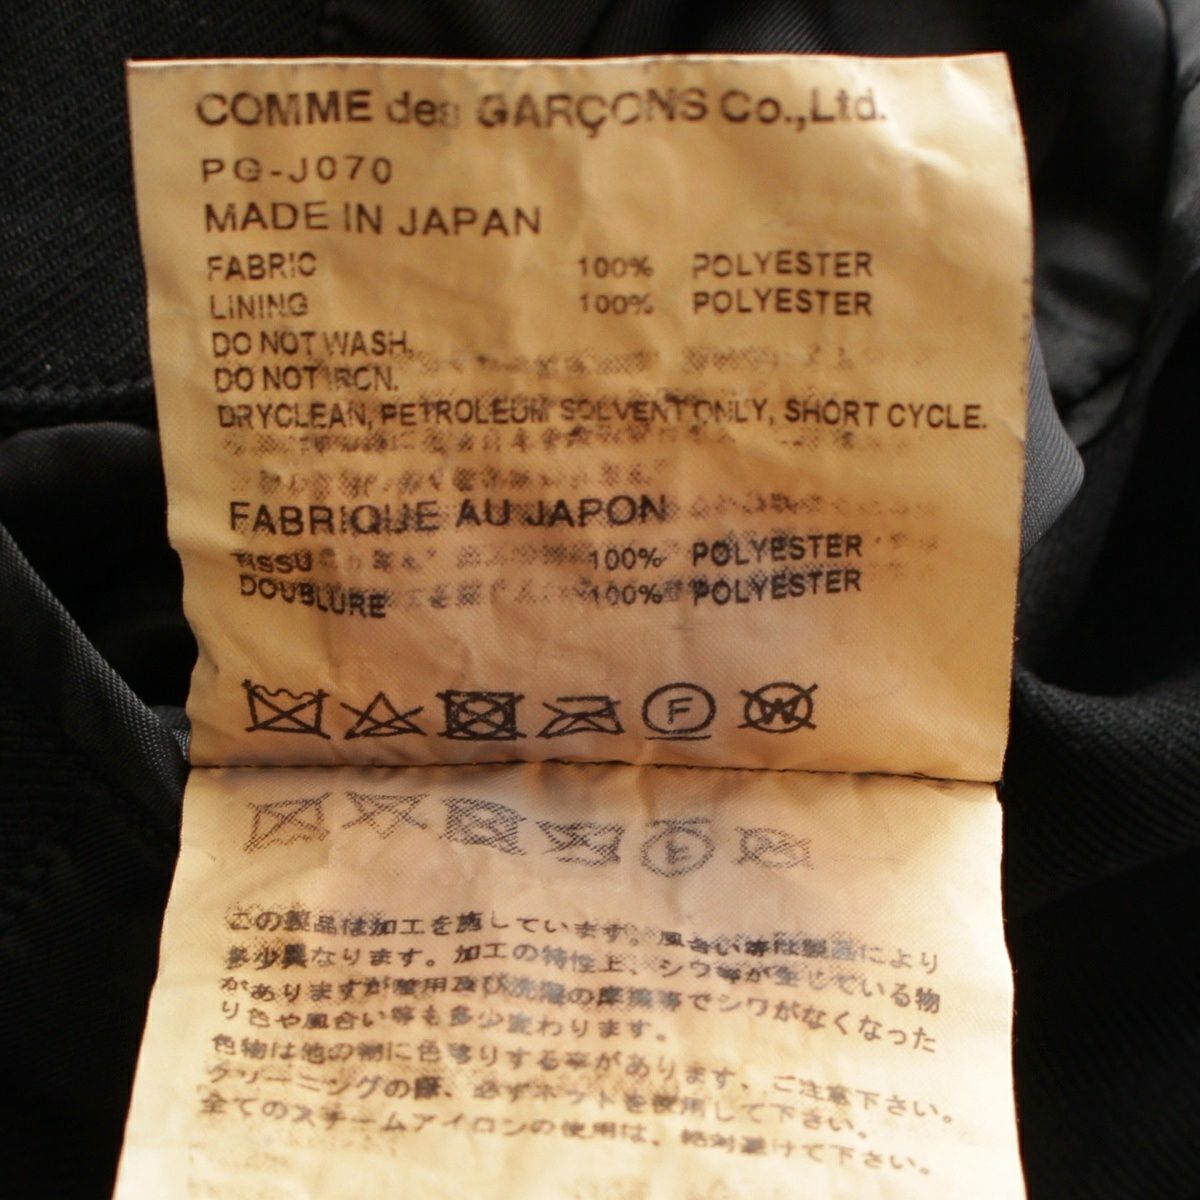 COMME des GARÇONS Co.,Ltd.
PG-J070
MADE IN JAPAN
FABRIC 100% POLYESTER
LINING 100% POLYESTER
DO NOT WASH.
DO NOT IRON.
DRYCLEAN, PETROLEUM SOLVENT ONLY, SHORT CYCLE.
FABRIQUE AU JAPON
TISSU 100% POLYESTER
DOUBLURE 100% POLYESTER
F W
この製品は加工を施しています。風合い等は製品により
多少異なります。加工の特性上、シワ等が生じている物
がありますが着用及び洗濯の摩擦等でシワがなくなった
り色や風合い等も多少変わります。
色物は他の物に色移りする事があります、ご注意下さい。
クリーニングの際、必ずネットを使用して下さい。
全てのスチームアイロンの使用は、絶対避けて下さい。